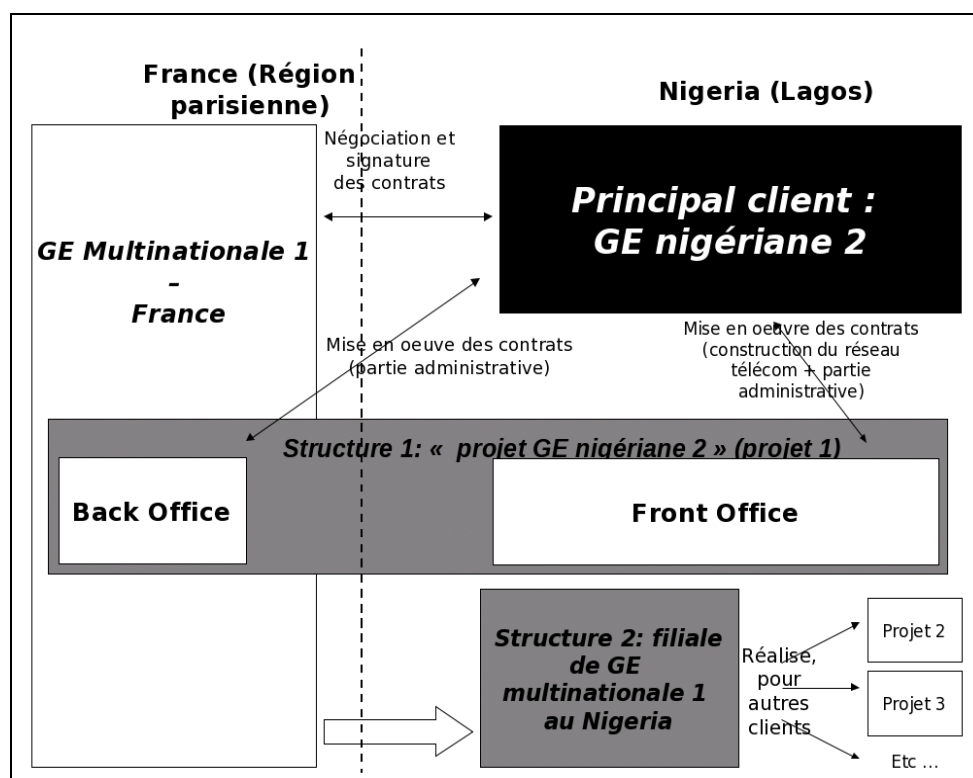 France (Région
parisienne)
Nigeria (Lagos)
Négociation et
signature
des contrats
Principal client :
GE nigériane 2
GE Multinationale 1
–
France
Mise en oeuve des contrats
(partie administrative)
Mise en oeuvre des contrats
(construction du réseau
télécom + partie
administrative)
Structure 1: «  projet GE nigériane 2 » (projet 1)
Back Office
Front Office
Structure 2: filiale
de GE
multinationale 1
au Nigeria
Réalise,
pour
autres
clients
Projet 2
Projet 3
Etc ...